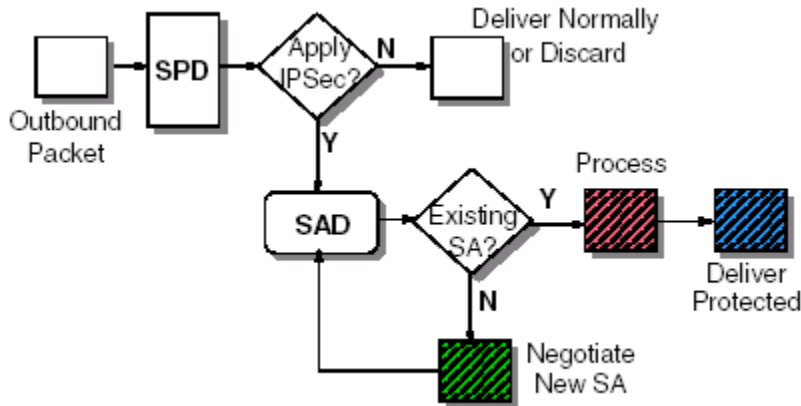 Deliver Normally
or Discard
Apply
IPSec?
N
SPD
Outbound
Packet
Y
Process
SAD
Existing
SA?
Y
N
Deliver
Protected
Negotiate
New SA